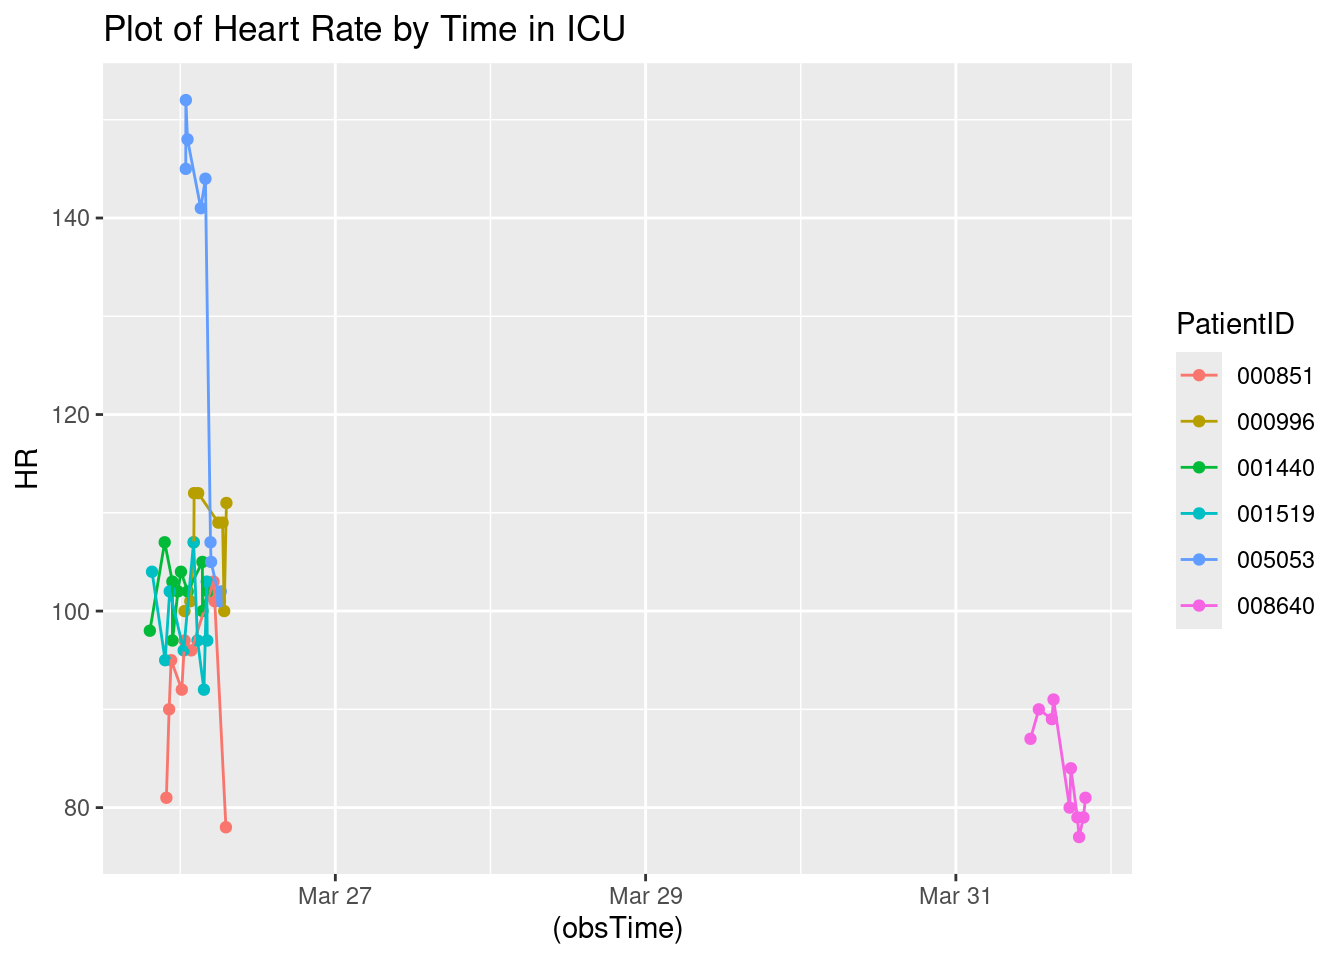 Plot of Heart Rate by Time in ICU
140
120
100
80
HR
Mar 27
Mar 29
Mar 31
(obsTime)
PatientID
000851
000996
001440
001519
005053
008640